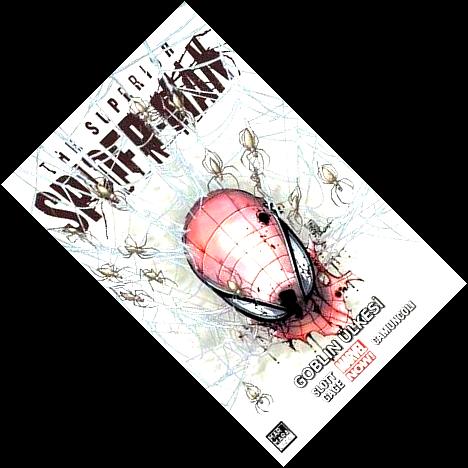 THE SUPERIOR
SPIDER-MAN
GOBLIN ÜLKESİ
SLOTT
GAGE
MARVEL
NOW!
CAMUNCOLI